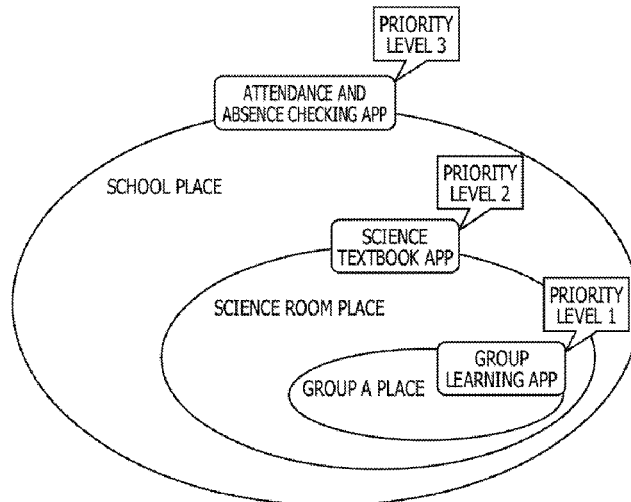 PRIORITY
LEVEL 3
ATTENDANCE AND
ABSENCE CHECKING APP
SCHOOL PLACE
PRIORITY
LEVEL 2
SCIENCE
TEXTBOOK APP
SCIENCE ROOM PLACE
PRIORITY
LEVEL 1
GROUP
LEARNING APP
GROUP A PLACE